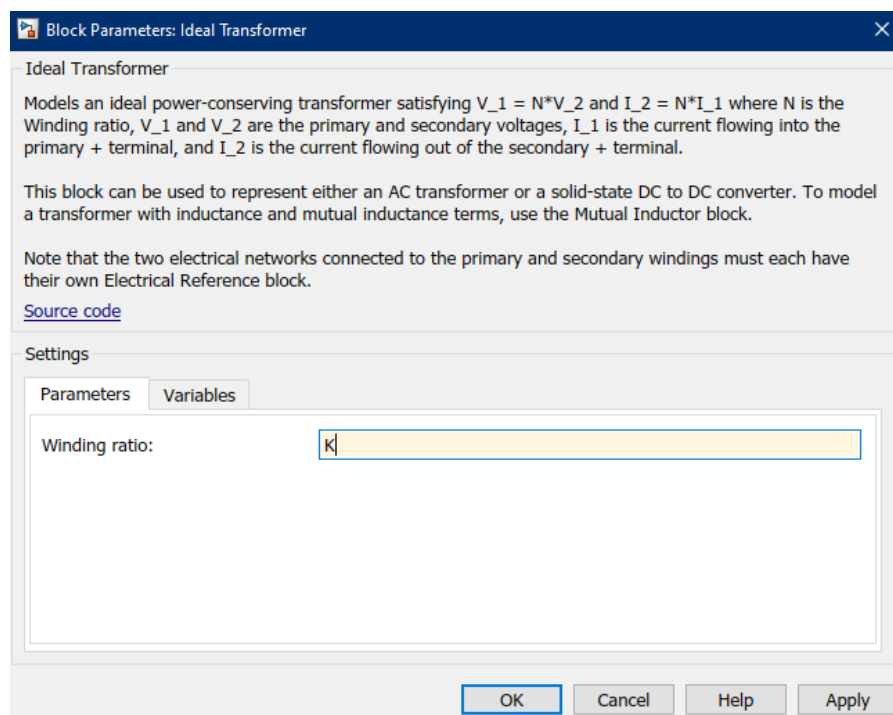 Block Parameters: Ideal Transformer
Ideal Transformer
Models an ideal power-conserving transformer satisfying V_1 = N*V_2 and I_2 = N*I_1 where N is the
Winding ratio, V_1 and V_2 are the primary and secondary voltages, I_1 is the current flowing into the
primary + terminal, and I_2 is the current flowing out of the secondary + terminal.
This block can be used to represent either an AC transformer or a solid-state DC to DC converter. To model
a transformer with inductance and mutual inductance terms, use the Mutual Inductor block.
Note that the two electrical networks connected to the primary and secondary windings must each have
their own Electrical Reference block.
Source code
Settings
Parameters Variables
Winding ratio: K
OK Cancel Help Apply